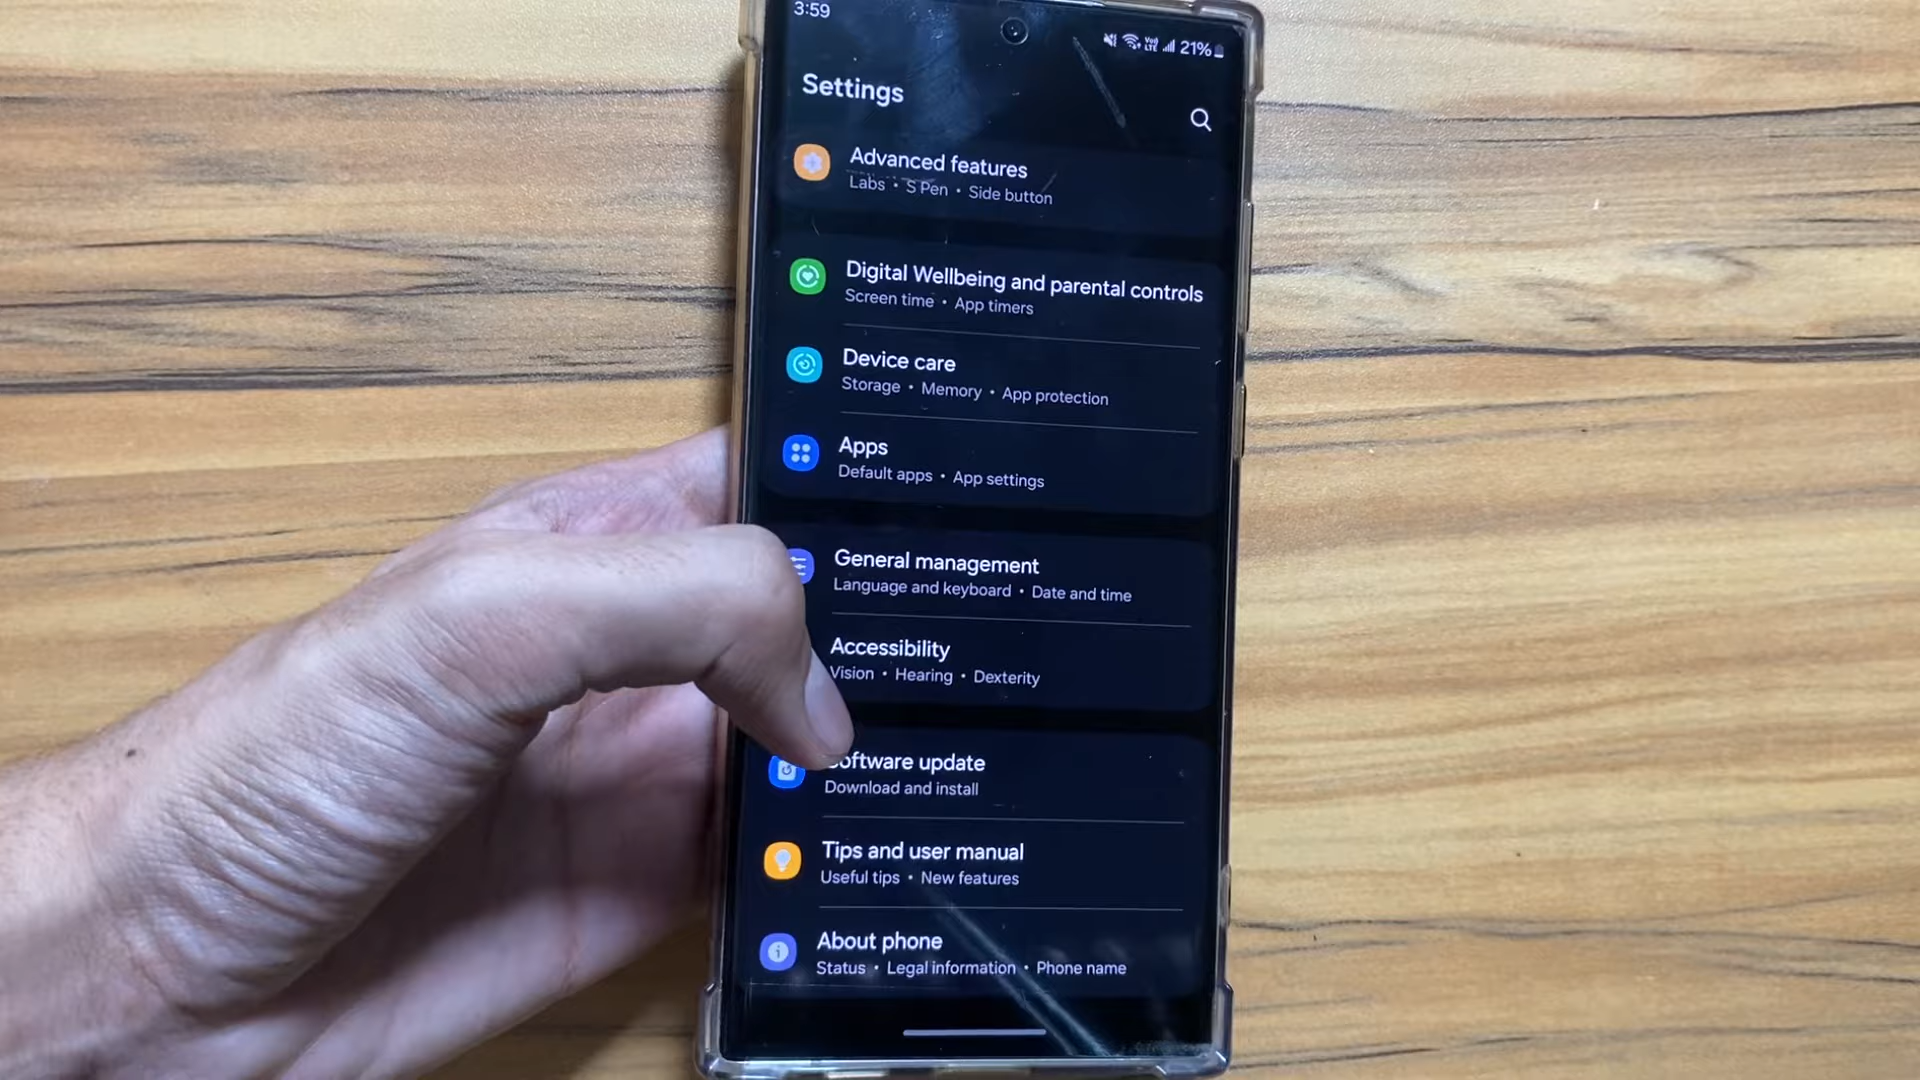 3:59
Vo) LTE 21%
Settings
Advanced features
Labs • S Pen • Side button
Digital Wellbeing and parental controls
Screen time • App timers
Device care
Storage • Memory • App protection
Apps
Default apps • App settings
General management
Language and keyboard • Date and time
Accessibility
Vision • Hearing • Dexterity
Software update
Download and install
Tips and user manual
Useful tips • New features
About phone
Status • Legal information • Phone name